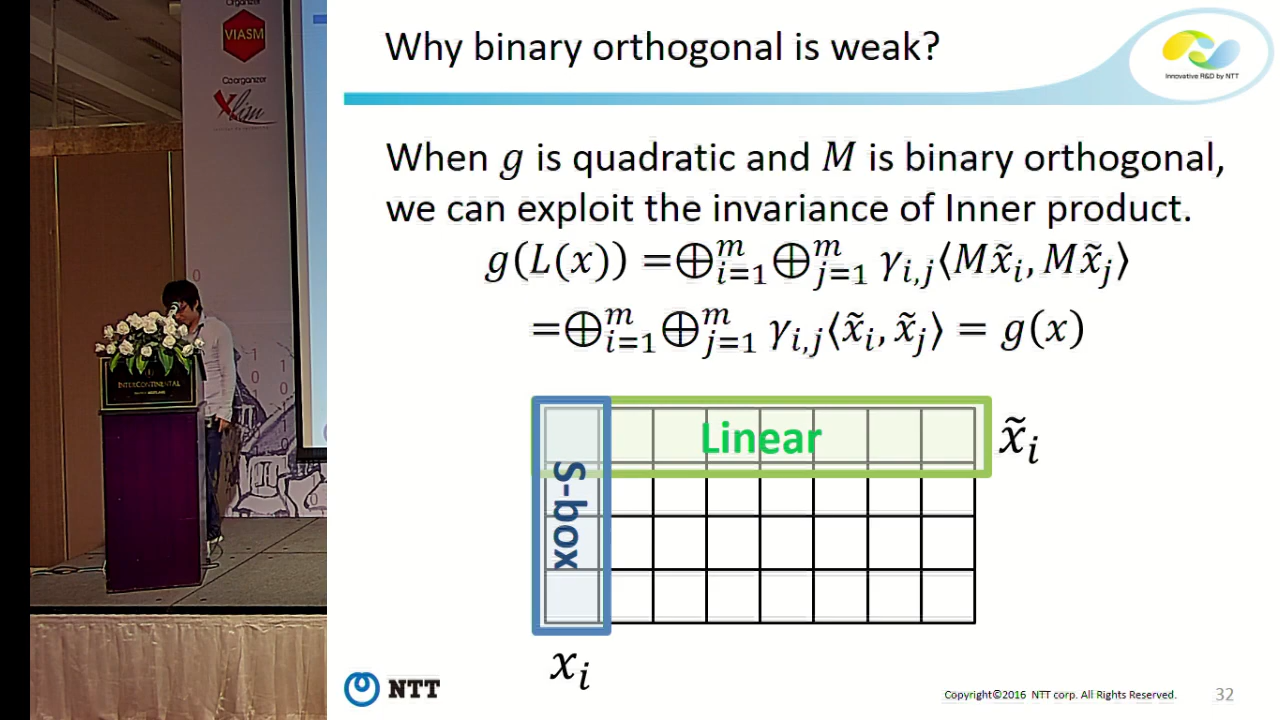 Organizer
VIASM
Coorganizer
Xlim
INTERCONTINENTAL
Why binary orthogonal is weak?
Innovative R&D by NTT
When g is quadratic and M is binary orthogonal,
we can exploit the invariance of Inner product.
g(L(x)) =⊕ᵐᵢ₌₁⊕ᵐⱼ₌₁ γᵢ,ⱼ⟨Mx̃ᵢ, Mx̃ⱼ⟩
=⊕ᵐᵢ₌₁⊕ᵐⱼ₌₁ γᵢ,ⱼ⟨x̃ᵢ, x̃ⱼ⟩ = g(x)
Linear
x̃ᵢ
S-box
xᵢ
NTT
Copyright©2016 NTT corp. All Rights Reserved.
32